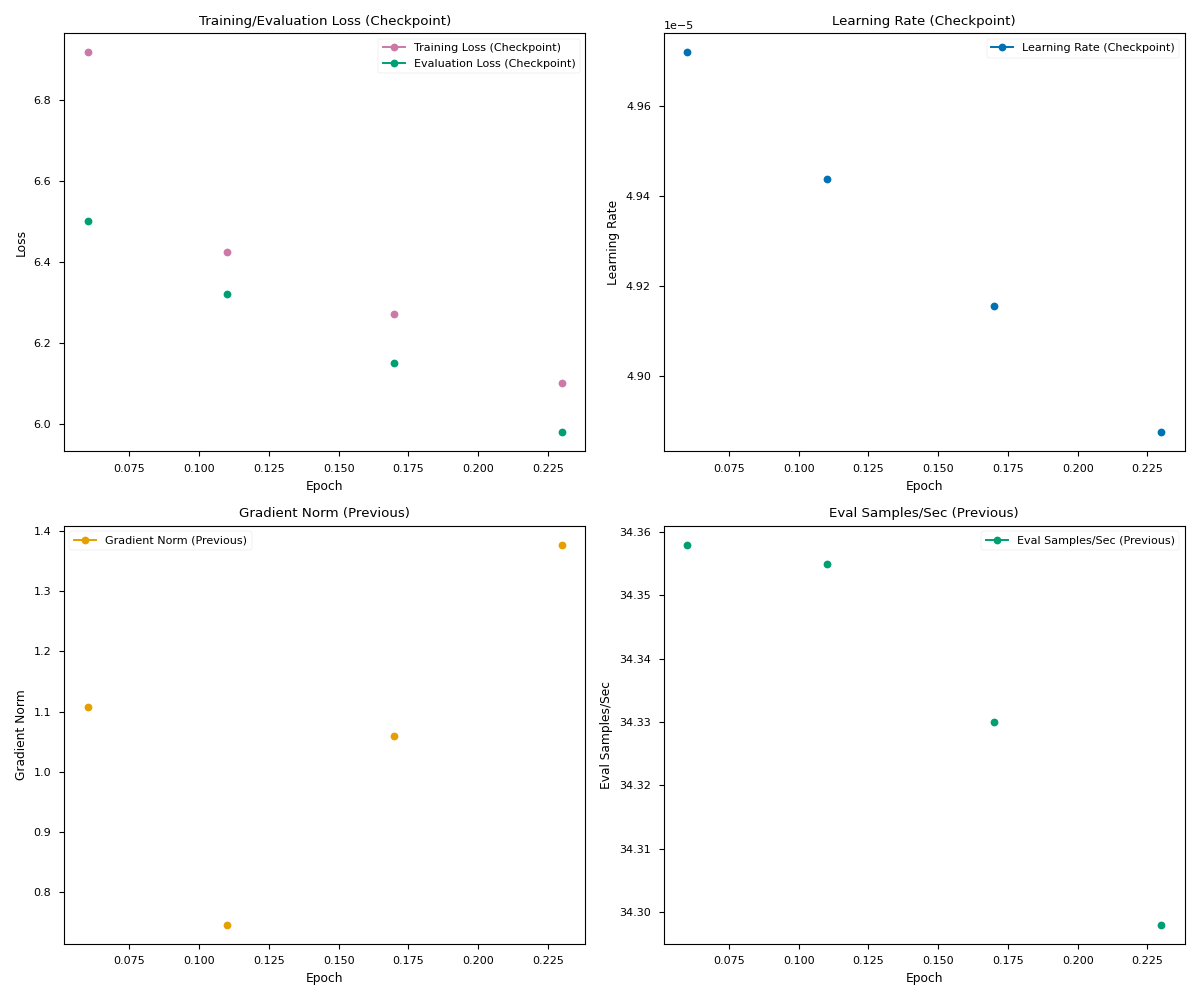 Training/Evaluation Loss (Checkpoint)
Training Loss (Checkpoint)
Evaluation Loss (Checkpoint)
6.8
6.6
6.4
6.2
6.0
Loss
0.075 0.100 0.125 0.150 0.175 0.200 0.225
Epoch
Learning Rate (Checkpoint)
1e−5
Learning Rate (Checkpoint)
4.96
4.94
4.92
4.90
Learning Rate
0.075 0.100 0.125 0.150 0.175 0.200 0.225
Epoch
Gradient Norm (Previous)
Gradient Norm (Previous)
1.4
1.3
1.2
1.1
1.0
0.9
0.8
Gradient Norm
0.075 0.100 0.125 0.150 0.175 0.200 0.225
Epoch
Eval Samples/Sec (Previous)
Eval Samples/Sec (Previous)
34.36
34.35
34.34
34.33
34.32
34.31
34.30
Eval Samples/Sec
0.075 0.100 0.125 0.150 0.175 0.200 0.225
Epoch